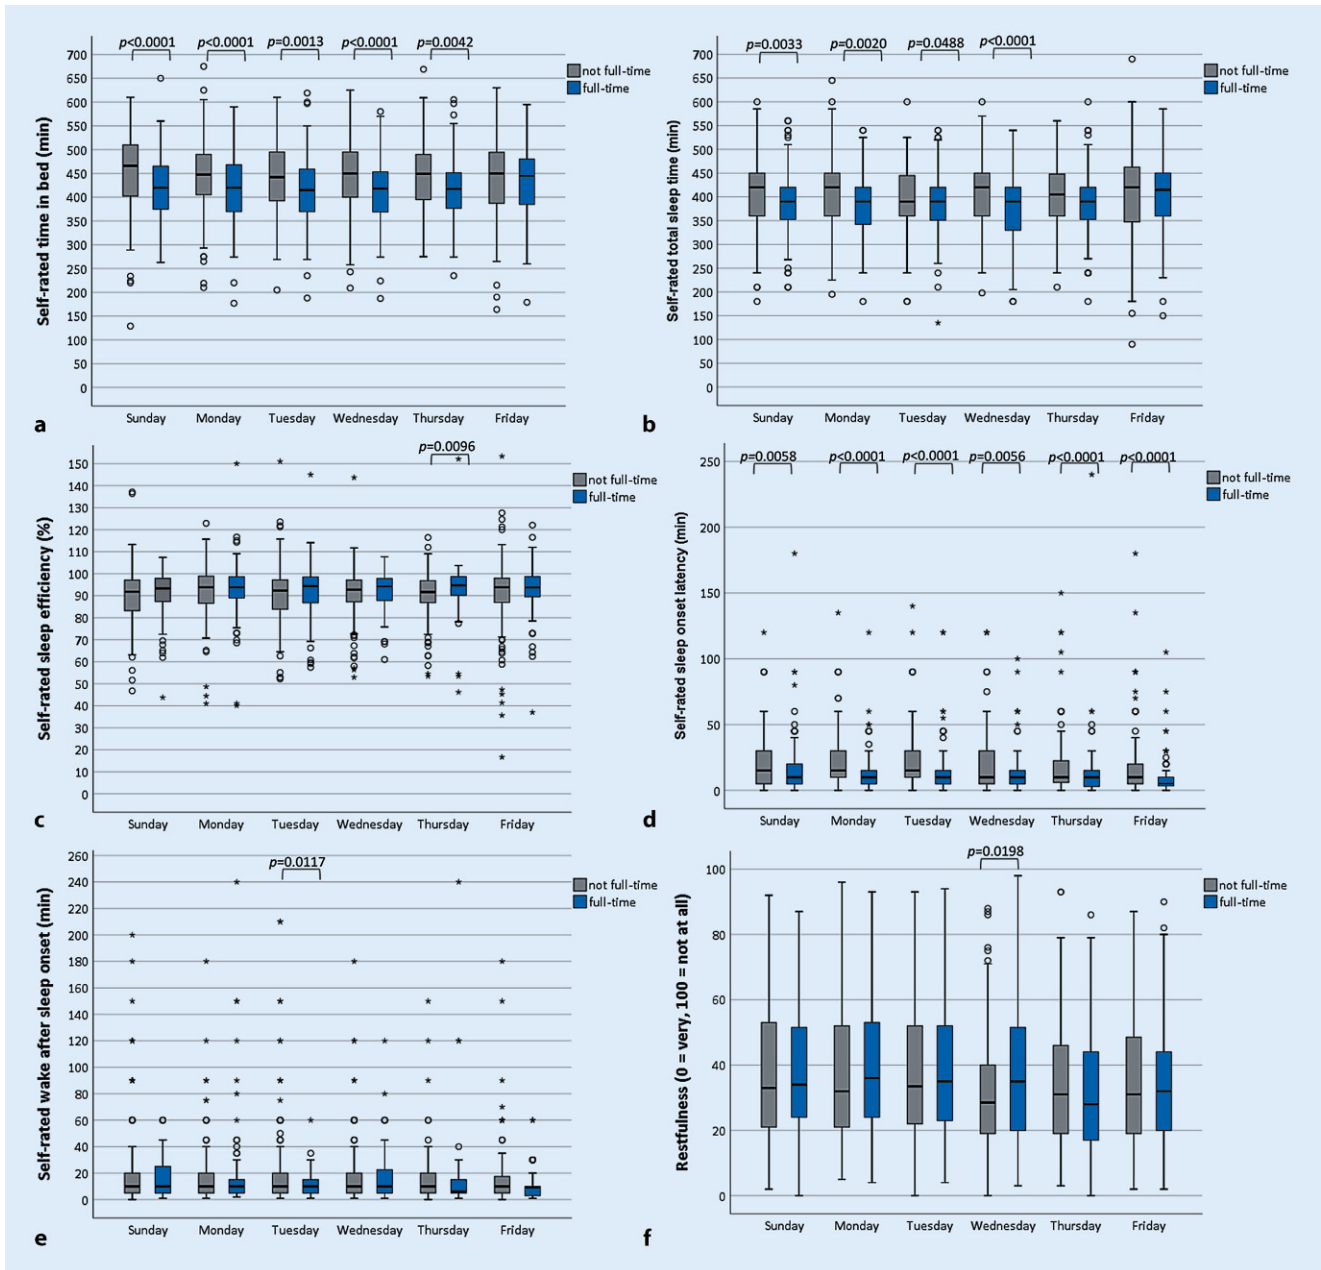 p<0.0001 p<0.0001 p=0.0013 p<0.0001 p=0.0042
Self-rated time in bed (min)
700
650
600
550
500
450
400
350
300
250
200
150
100
50
0
not full-time
full-time
Sunday Monday Tuesday Wednesday Thursday Friday
a
p=0.0033 p=0.0020 p=0.0488 p<0.0001
Self-rated total sleep time (min)
700
650
600
550
500
450
400
350
300
250
200
150
100
50
0
not full-time
full-time
Sunday Monday Tuesday Wednesday Thursday Friday
b
p=0.0096
Self-rated sleep efficiency (%)
150
140
130
120
110
100
90
80
70
60
50
40
30
20
10
0
not full-time
full-time
Sunday Monday Tuesday Wednesday Thursday Friday
c
p=0.0058 p<0.0001 p<0.0001 p=0.0056 p<0.0001 p<0.0001
Self-rated sleep onset latency (min)
250
200
150
100
50
0
not full-time
full-time
Sunday Monday Tuesday Wednesday Thursday Friday
d
p=0.0117
Self-rated wake after sleep onset (min)
260
240
220
200
180
160
140
120
100
80
60
40
20
0
not full-time
full-time
Sunday Monday Tuesday Wednesday Thursday Friday
e
p=0.0198
Restfulness (0 = very, 100 = not at all)
100
80
60
40
20
0
not full-time
full-time
Sunday Monday Tuesday Wednesday Thursday Friday
f